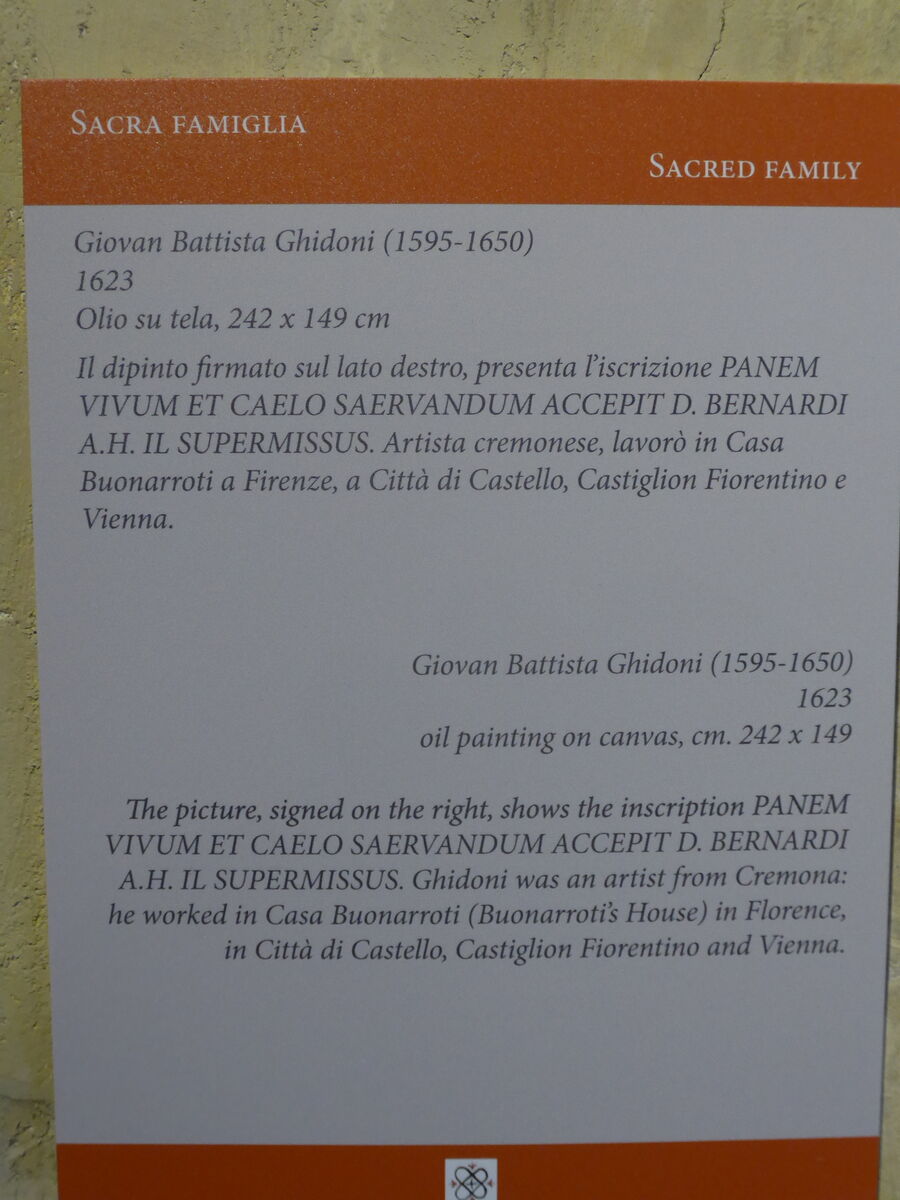 Sacra famiglia
Sacred family
Giovan Battista Ghidoni (1595-1650)
1623
Olio su tela, 242 x 149 cm
Il dipinto firmato sul lato destro, presenta l'iscrizione PANEM
VIVUM ET CAELO SAERVANDUM ACCEPIT D. BERNARDI
A.H. IL SUPERMISSUS. Artista cremonese, lavorò in Casa
Buonarroti a Firenze, a Città di Castello, Castiglion Fiorentino e
Vienna.
Giovan Battista Ghidoni (1595-1650)
1623
oil painting on canvas, cm. 242 x 149
The picture, signed on the right, shows the inscription PANEM
VIVUM ET CAELO SAERVANDUM ACCEPIT D. BERNARDI
A.H. IL SUPERMISSUS. Ghidoni was an artist from Cremona:
he worked in Casa Buonarroti (Buonarroti's House) in Florence,
in Città di Castello, Castiglion Fiorentino and Vienna.